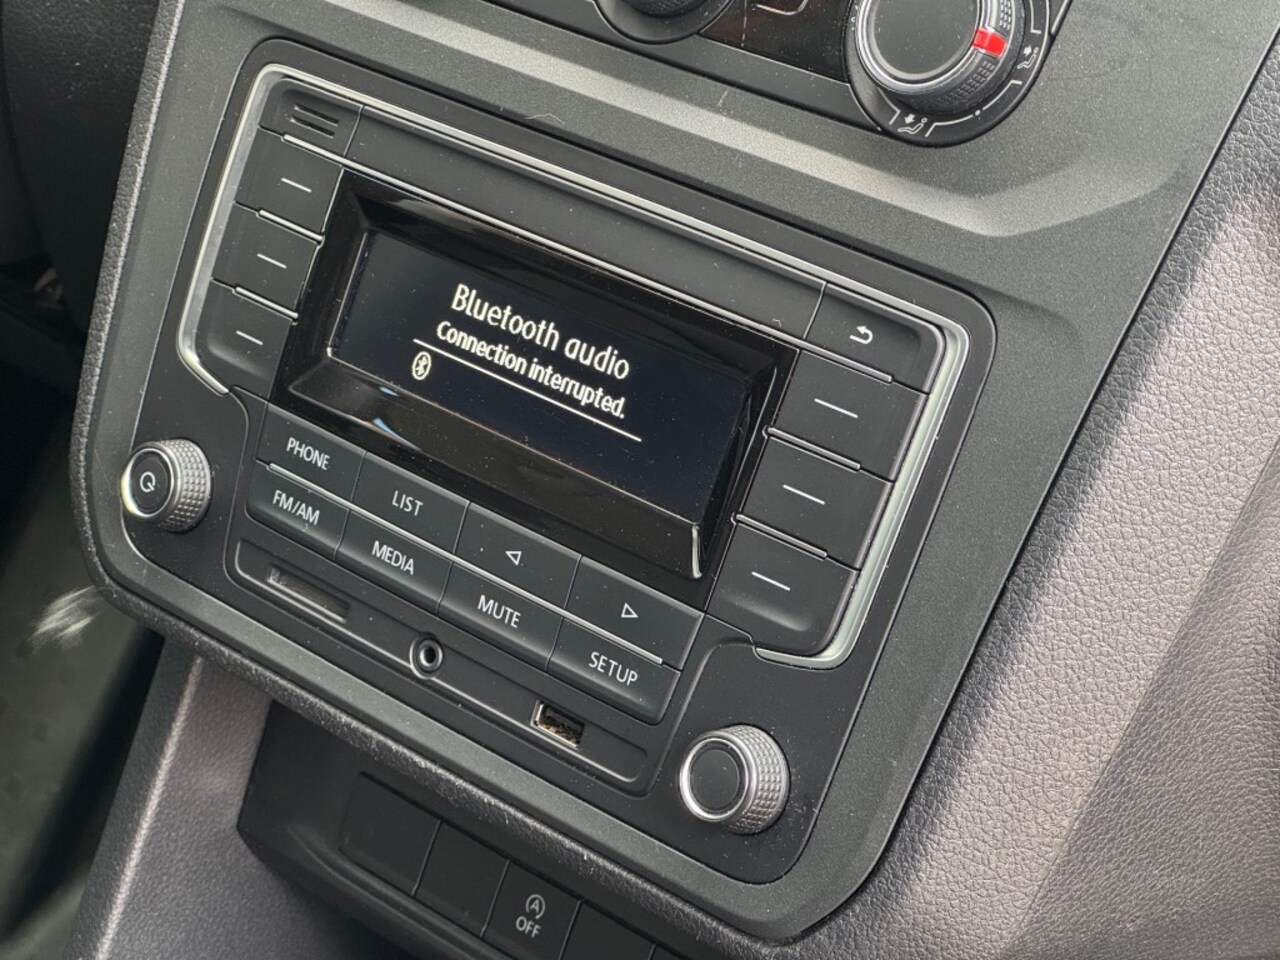 Bluetooth audio
Connection interrupted.
PHONE
LIST
FM/AM
MEDIA
MUTE
SETUP
A
OFF